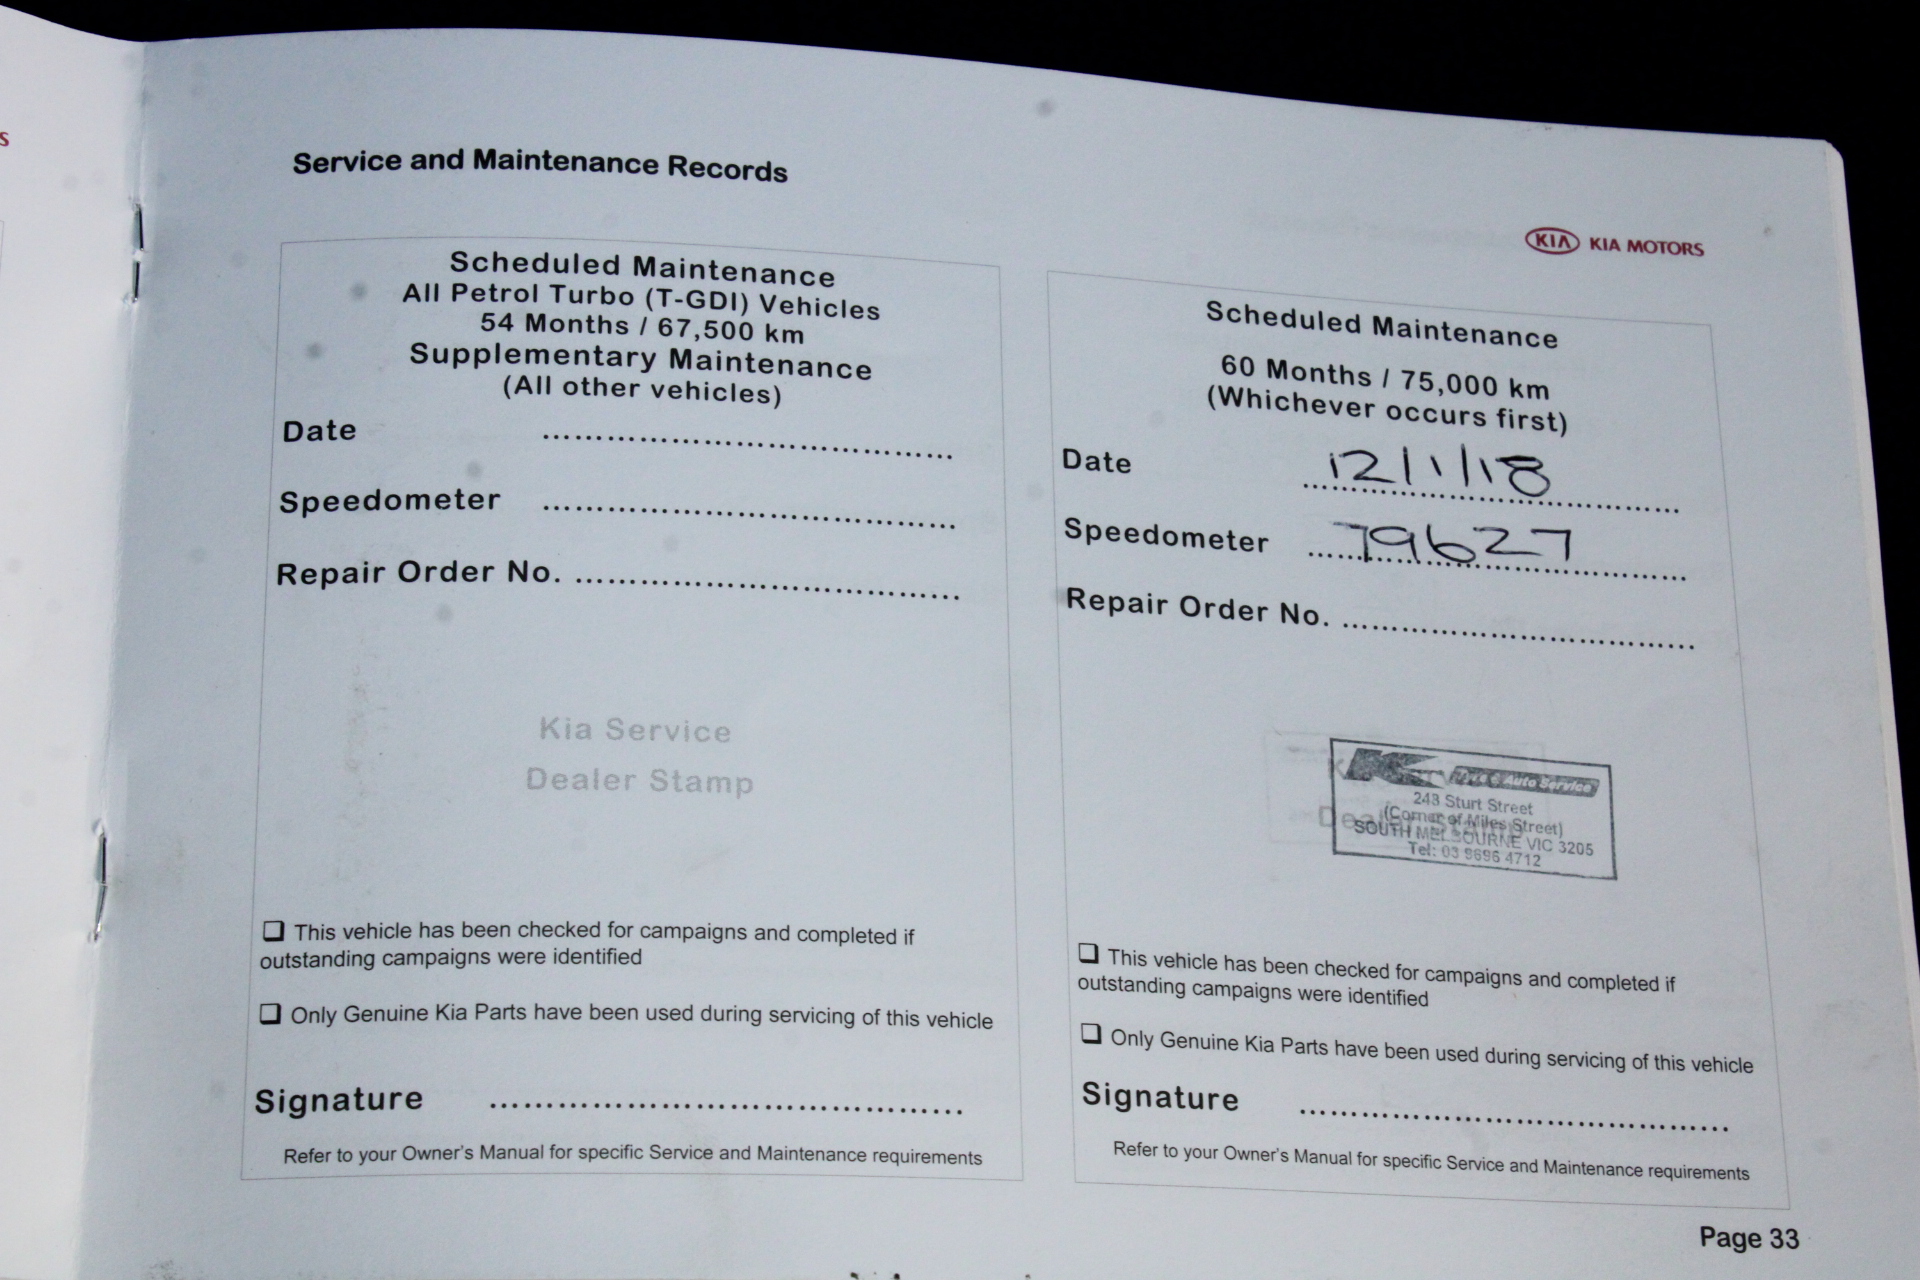 s
Service and Maintenance Records
KIA KIA MOTORS
Scheduled Maintenance
All Petrol Turbo (T-GDI) Vehicles
54 Months / 67,500 km
Supplementary Maintenance
(All other vehicles)
Date ........................................
Speedometer ........................................
Repair Order No. ........................................
Kia Service
Dealer Stamp
❑ This vehicle has been checked for campaigns and completed if
outstanding campaigns were identified
❑ Only Genuine Kia Parts have been used during servicing of this vehicle
Signature ........................................
Refer to your Owner's Manual for specific Service and Maintenance requirements
Scheduled Maintenance
60 Months / 75,000 km
(Whichever occurs first)
Date 12/1/18
Speedometer 79627
Repair Order No. ........................................
K Tyre & Auto Service
243 Sturt Street
(Corner of Miles Street)
SOUTH MELBOURNE VIC 3205
Tel: 03 9696 4712
❑ This vehicle has been checked for campaigns and completed if
outstanding campaigns were identified
❑ Only Genuine Kia Parts have been used during servicing of this vehicle
Signature ........................................
Refer to your Owner's Manual for specific Service and Maintenance requirements
Page 33